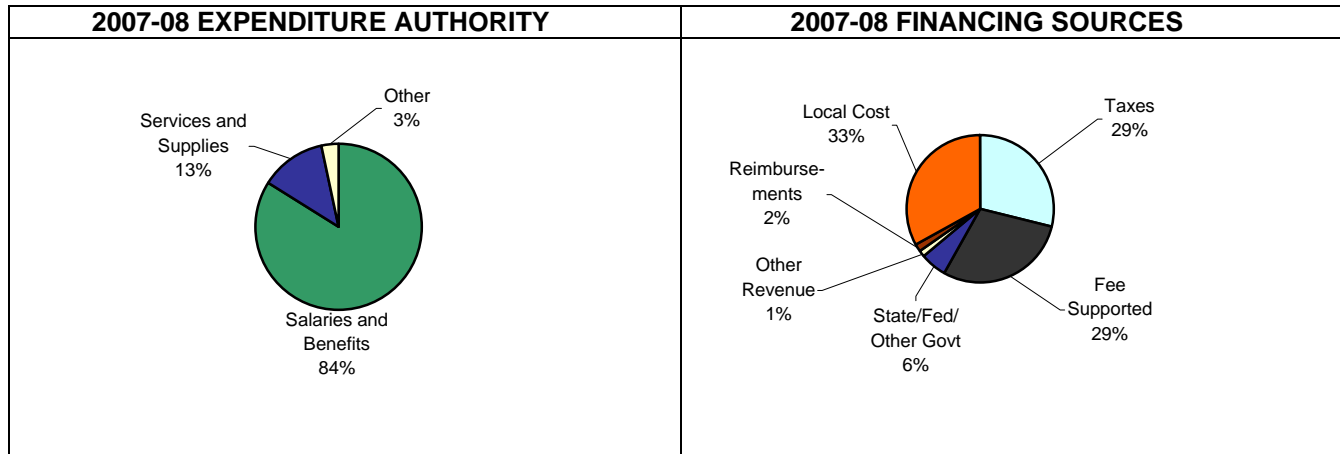 2007-08 EXPENDITURE AUTHORITY
Other
3%
Services and
Supplies
13%
Salaries and
Benefits
84%
2007-08 FINANCING SOURCES
Local Cost
33%
Taxes
29%
Reimburse-
ments
2%
Other
Revenue
1%
State/Fed/
Other Govt
6%
Fee
Supported
29%